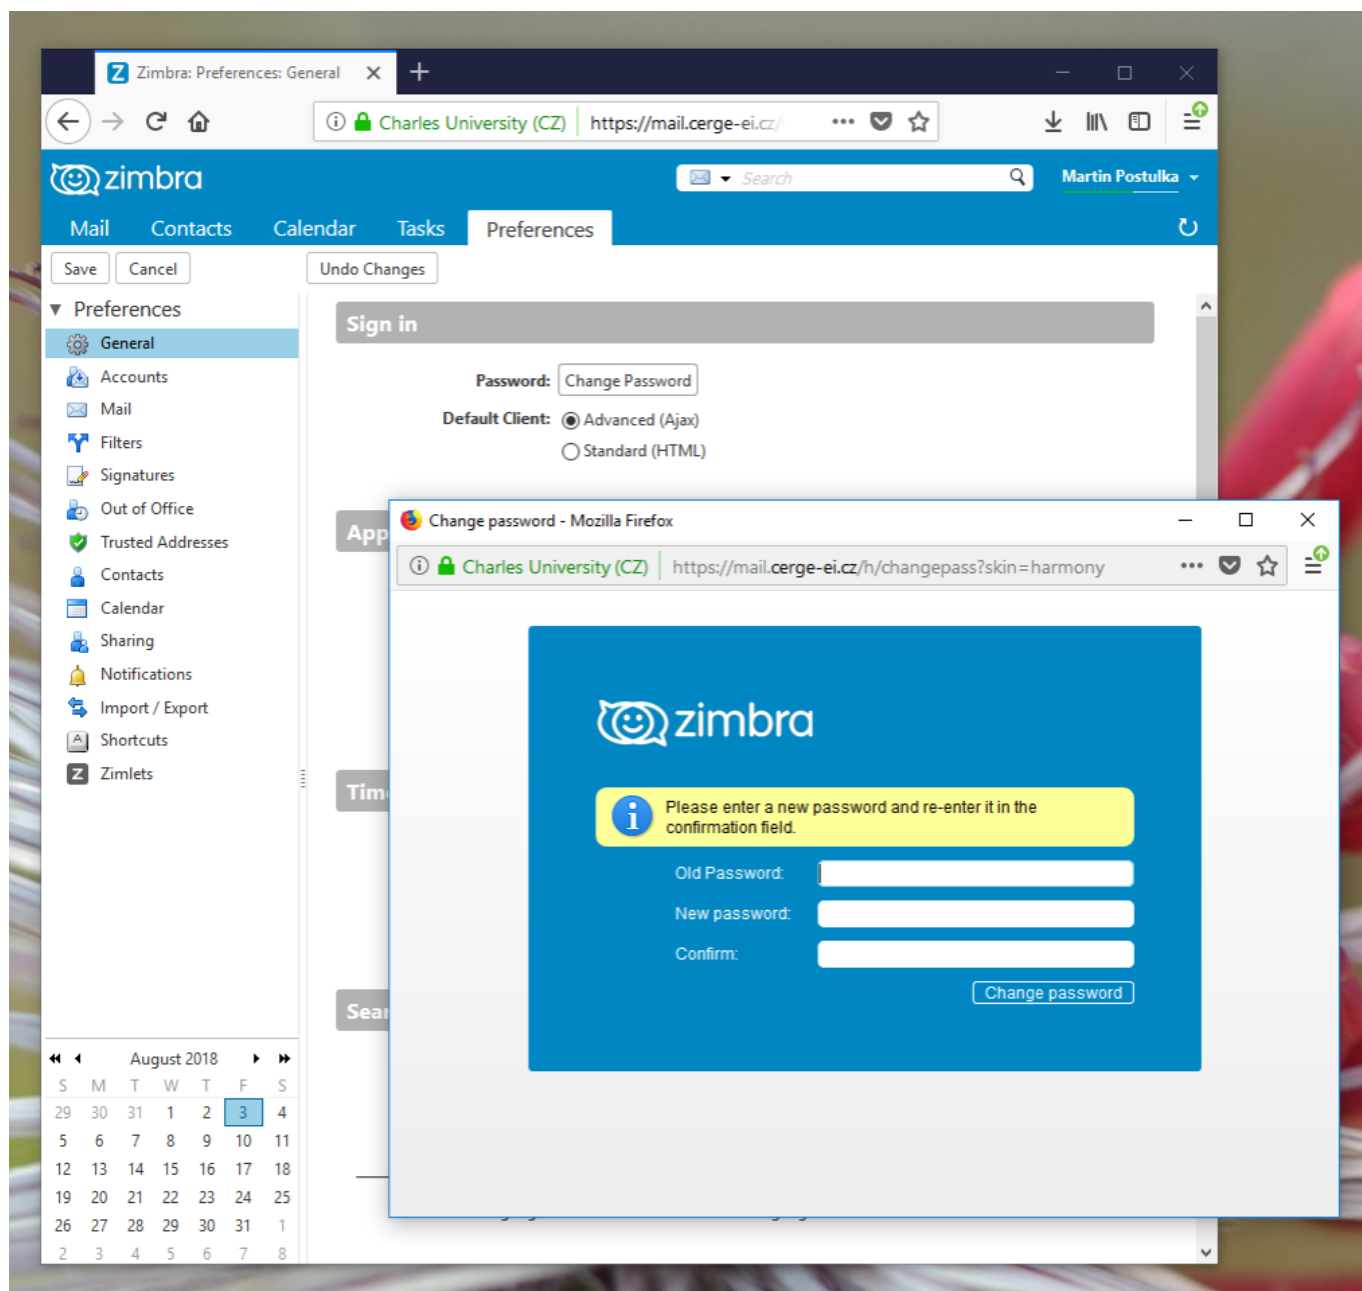 Zimbra: Preferences: General
Charles University (CZ) https://mail.cerge-ei.cz/
zimbra
Search
Martin Postulka
Mail Contacts Calendar Tasks Preferences
Save Cancel Undo Changes
Preferences
General
Accounts
Mail
Filters
Signatures
Out of Office
Trusted Addresses
Contacts
Calendar
Sharing
Notifications
Import / Export
Shortcuts
Z Zimlets
August 2018
S M T W T F S
29 30 31 1 2 3 4
5 6 7 8 9 10 11
12 13 14 15 16 17 18
19 20 21 22 23 24 25
26 27 28 29 30 31 1
2 3 4 5 6 7 8
Sign in
Password: Change Password
Default Client: Advanced (Ajax)
Standard (HTML)
App
Time
Sear
Change password - Mozilla Firefox
Charles University (CZ) https://mail.cerge-ei.cz/h/changepass?skin=harmony
zimbra
Please enter a new password and re-enter it in the
confirmation field.
Old Password:
New password:
Confirm:
Change password